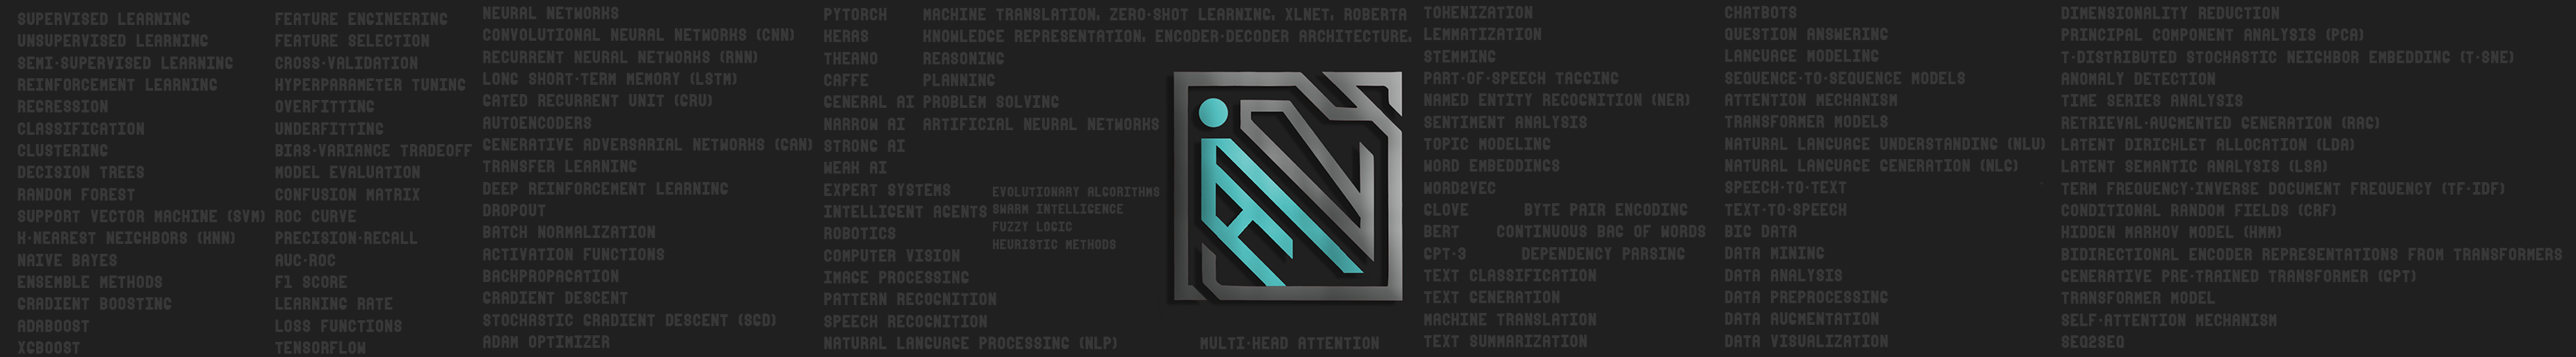 SUPERVISED LEARNING
UNSUPERVISED LEARNING
SEMI-SUPERVISED LEARNING
REINFORCEMENT LEARNING
REGRESSION
CLASSIFICATION
CLUSTERING
DECISION TREES
RANDOM FOREST
SUPPORT VECTOR MACHINE (SVM)
K-NEAREST NEIGHBORS (KNN)
NAIVE BAYES
ENSEMBLE METHODS
GRADIENT BOOSTING
ADABOOST
XGBOOST
FEATURE ENGINEERING
FEATURE SELECTION
CROSS-VALIDATION
HYPERPARAMETER TUNING
OVERFITTING
UNDERFITTING
BIAS-VARIANCE TRADEOFF
MODEL EVALUATION
CONFUSION MATRIX
ROC CURVE
PRECISION-RECALL
AUC-ROC
F1 SCORE
LEARNING RATE
LOSS FUNCTIONS
TENSORFLOW
NEURAL NETWORKS
CONVOLUTIONAL NEURAL NETWORKS (CNN)
RECURRENT NEURAL NETWORKS (RNN)
LONG SHORT-TERM MEMORY (LSTM)
GATED RECURRENT UNIT (GRU)
AUTOENCODERS
GENERATIVE ADVERSARIAL NETWORKS (GAN)
TRANSFER LEARNING
DEEP REINFORCEMENT LEARNING
DROPOUT
BATCH NORMALIZATION
ACTIVATION FUNCTIONS
BACKPROPAGATION
GRADIENT DESCENT
STOCHASTIC GRADIENT DESCENT (SGD)
ADAM OPTIMIZER
PYTORCH
KERAS
THEANO
CAFFE
GENERAL AI
NARROW AI
STRONG AI
WEAK AI
EXPERT SYSTEMS
INTELLIGENT AGENTS
ROBOTICS
COMPUTER VISION
IMAGE PROCESSING
PATTERN RECOGNITION
SPEECH RECOGNITION
NATURAL LANGUAGE PROCESSING (NLP)
MACHINE TRANSLATION, ZERO-SHOT LEARNING, XLNET, ROBERTA
KNOWLEDGE REPRESENTATION, ENCODER-DECODER ARCHITECTURE,
REASONING
PLANNING
PROBLEM SOLVING
ARTIFICIAL NEURAL NETWORKS
EVOLUTIONARY ALGORITHMS
SWARM INTELLIGENCE
FUZZY LOGIC
HEURISTIC METHODS
MULTI-HEAD ATTENTION
TOKENIZATION
LEMMATIZATION
STEMMING
PART-OF-SPEECH TAGGING
NAMED ENTITY RECOGNITION (NER)
SENTIMENT ANALYSIS
TOPIC MODELING
WORD EMBEDDINGS
WORD2VEC
GLOVE
BERT
GPT-3
BYTE PAIR ENCODING
CONTINUOUS BAG OF WORDS
DEPENDENCY PARSING
TEXT CLASSIFICATION
TEXT GENERATION
MACHINE TRANSLATION
TEXT SUMMARIZATION
CHATBOTS
QUESTION ANSWERING
LANGUAGE MODELING
SEQUENCE-TO-SEQUENCE MODELS
ATTENTION MECHANISM
TRANSFORMER MODELS
NATURAL LANGUAGE UNDERSTANDING (NLU)
NATURAL LANGUAGE GENERATION (NLG)
SPEECH-TO-TEXT
TEXT-TO-SPEECH
BIG DATA
DATA MINING
DATA ANALYSIS
DATA PREPROCESSING
DATA AUGMENTATION
DATA VISUALIZATION
DIMENSIONALITY REDUCTION
PRINCIPAL COMPONENT ANALYSIS (PCA)
T-DISTRIBUTED STOCHASTIC NEIGHBOR EMBEDDING (T-SNE)
ANOMALY DETECTION
TIME SERIES ANALYSIS
RETRIEVAL-AUGMENTED GENERATION (RAG)
LATENT DIRICHLET ALLOCATION (LDA)
LATENT SEMANTIC ANALYSIS (LSA)
TERM FREQUENCY-INVERSE DOCUMENT FREQUENCY (TF-IDF)
CONDITIONAL RANDOM FIELDS (CRF)
HIDDEN MARKOV MODEL (HMM)
BIDIRECTIONAL ENCODER REPRESENTATIONS FROM TRANSFORMERS
GENERATIVE PRE-TRAINED TRANSFORMER (GPT)
TRANSFORMER MODEL
SELF-ATTENTION MECHANISM
SEQ2SEQ